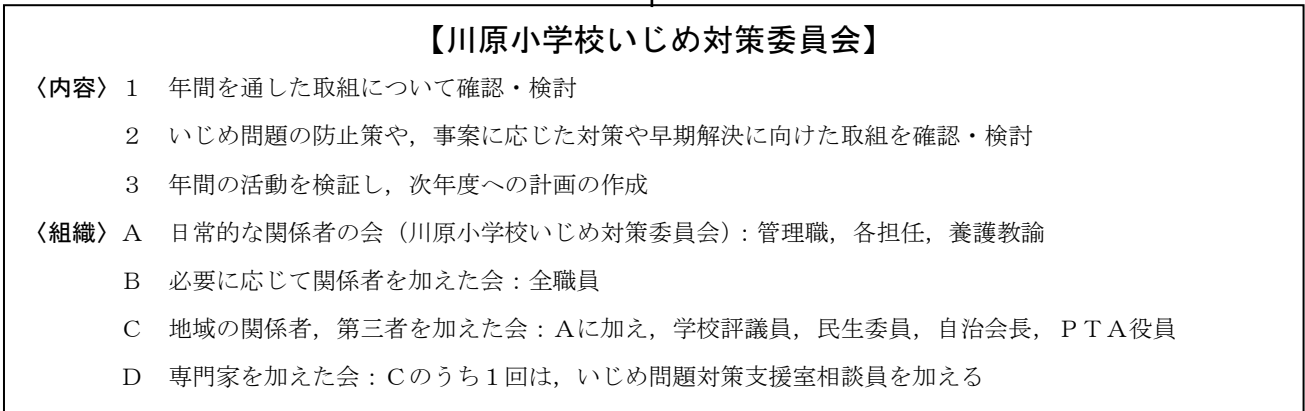 【川原小学校いじめ対策委員会】
〈内容〉１　年間を通した取組について確認・検討
２　いじめ問題の防止策や，事案に応じた対策や早期解決に向けた取組を確認・検討
３　年間の活動を検証し，次年度への計画の作成
〈組織〉Ａ　日常的な関係者の会（川原小学校いじめ対策委員会）：管理職，各担任，養護教諭
Ｂ　必要に応じて関係者を加えた会：全職員
Ｃ　地域の関係者，第三者を加えた会：Ａに加え，学校評議員，民生委員，自治会長，ＰＴＡ役員
Ｄ　専門家を加えた会：Ｃのうち１回は，いじめ問題対策支援室相談員を加える